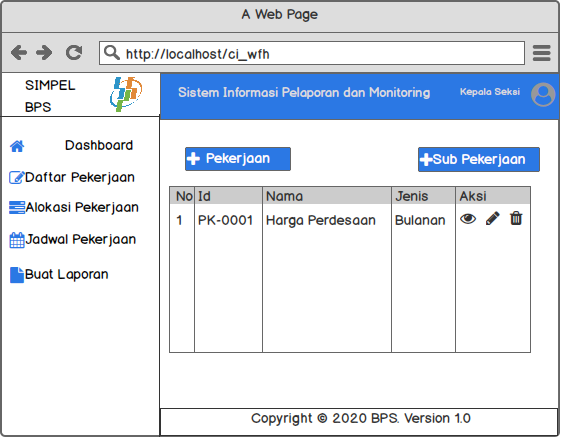 A Web Page
http://localhost/ci_wfh
SIMPEL
BPS
Sistem Informasi Pelaporan dan Monitoring
Kepala Seksi
Dashboard
Daftar Pekerjaan
Alokasi Pekerjaan
Jadwal Pekerjaan
Buat Laporan
+ Pekerjaan
+Sub Pekerjaan
No Id Nama Jenis Aksi
1 PK-0001 Harga Perdesaan Bulanan
Copyright © 2020 BPS. Version 1.0